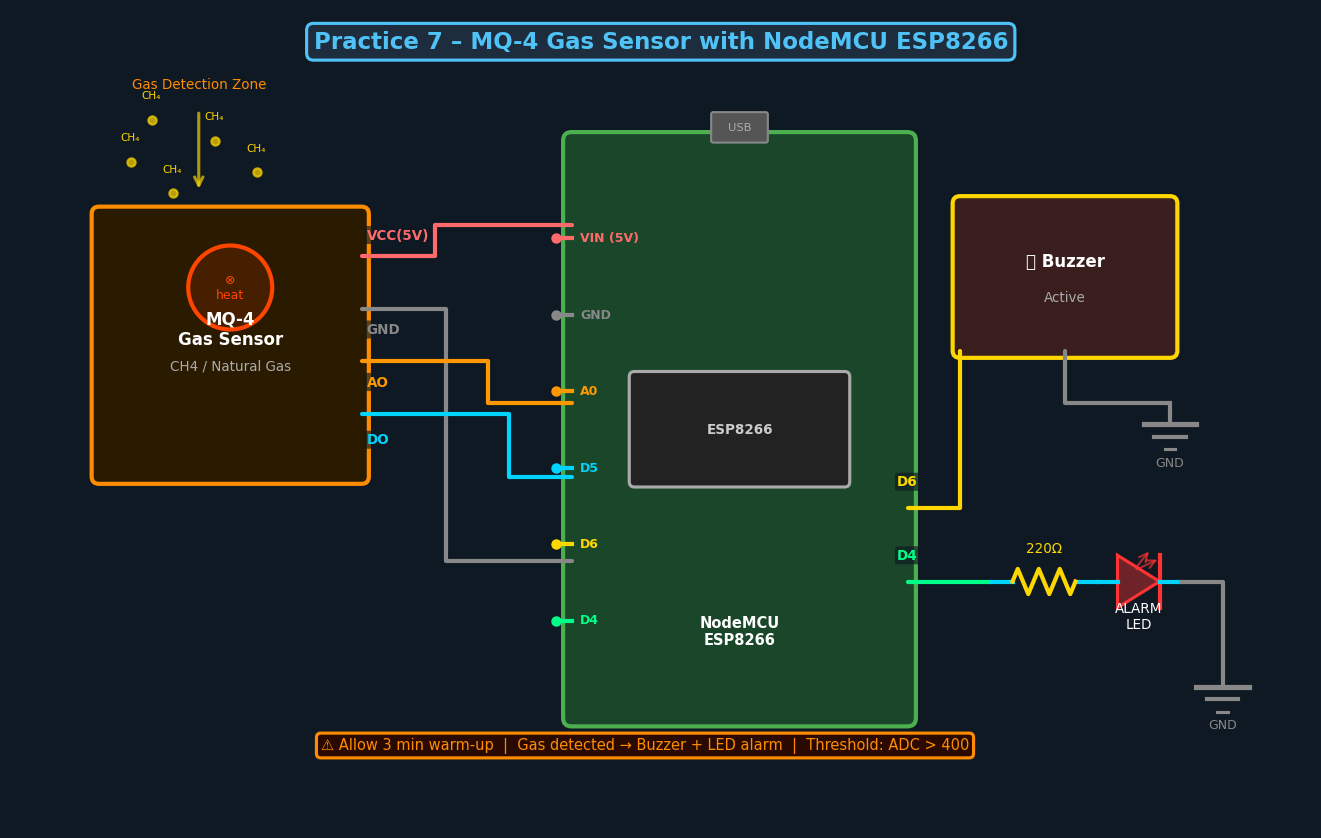 Practice 7 – MQ-4 Gas Sensor with NodeMCU ESP8266
Gas Detection Zone
CH₄
CH₄
CH₄
CH₄
CH₄
USB
VCC(5V)
GND
AO
DO
⊗
heat
MQ-4
Gas Sensor
CH4 / Natural Gas
VIN (5V)
GND
A0
D5
D6
D4
ESP8266
NodeMCU
ESP8266
D6
D4
Buzzer
Active
GND
220Ω
ALARM
LED
GND
⚠ Allow 3 min warm-up | Gas detected → Buzzer + LED alarm | Threshold: ADC > 400